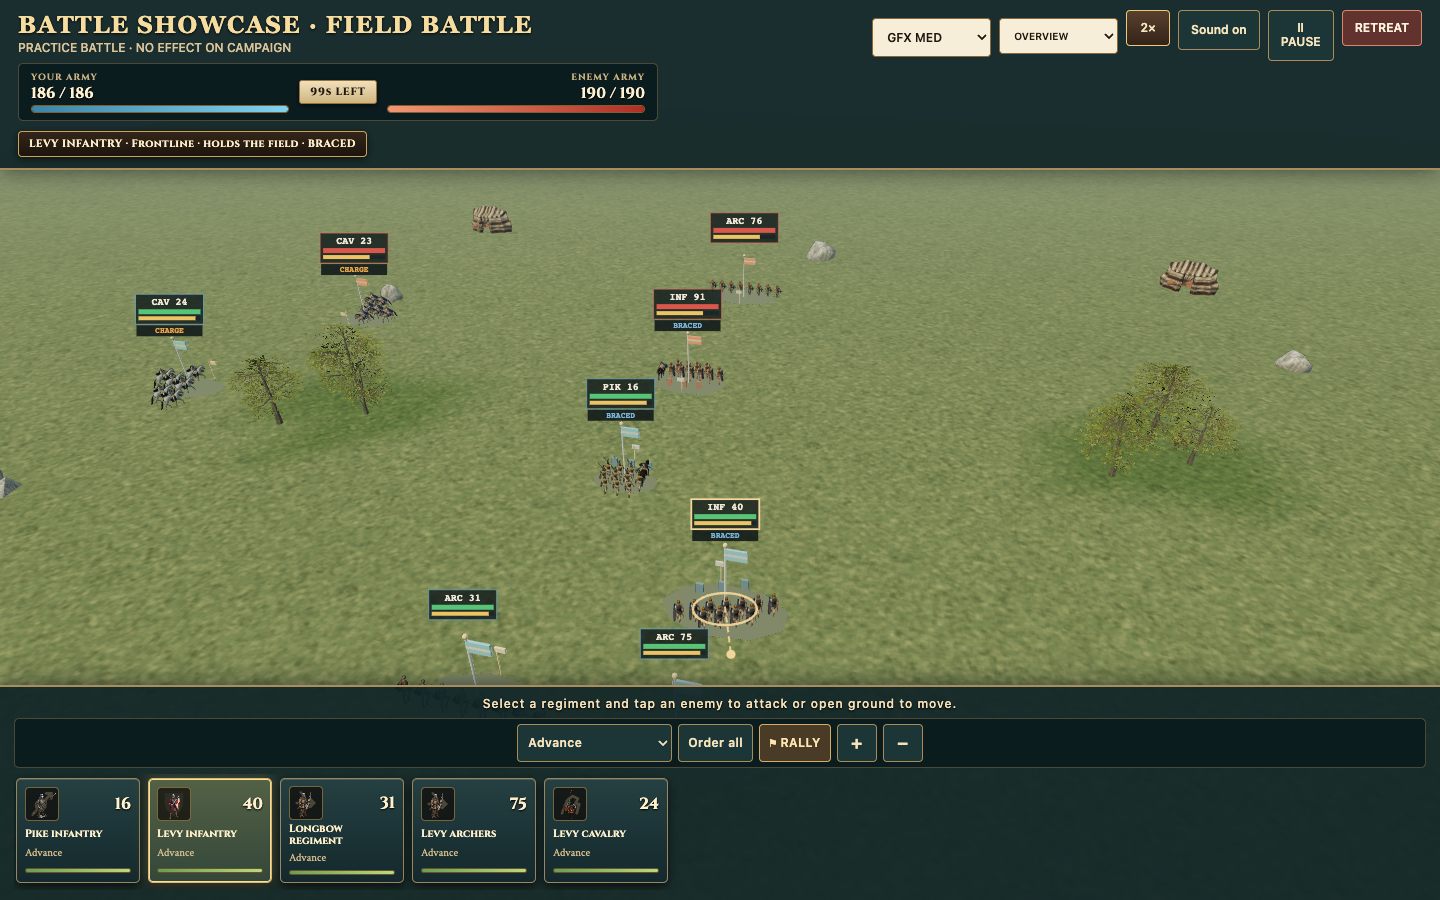 BATTLE SHOWCASE · FIELD BATTLE
PRACTICE BATTLE · NO EFFECT ON CAMPAIGN
YOUR ARMY
186 / 186
99s LEFT
ENEMY ARMY
190 / 190
LEVY INFANTRY · Frontline · holds the field · BRACED
GFX MED
OVERVIEW
2×
Sound on
II
PAUSE
RETREAT
ARC 76
CAV 23
CHARGE
INF 91
BRACED
CAV 24
CHARGE
PIK 16
BRACED
INF 40
BRACED
ARC 31
ARC 75
Select a regiment and tap an enemy to attack or open ground to move.
Advance
Order all
⚑ RALLY
+
−
16
Pike Infantry
Advance
40
Levy Infantry
Advance
31
Longbow
Regiment
Advance
75
Levy Archers
Advance
24
Levy Cavalry
Advance